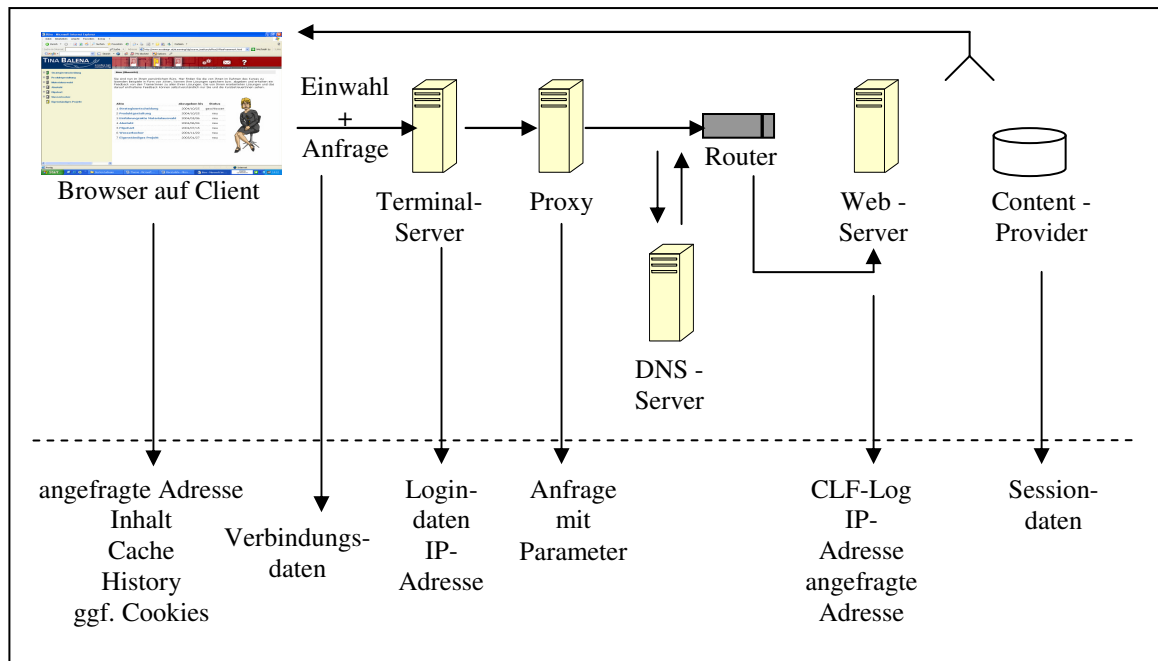 TINA BALENA
Einwahl
+
Anfrage
Browser auf Client
Terminal-
Server
Proxy
Router
Web -
Server
Content -
Provider
DNS -
Server
angefragte Adresse
Inhalt
Cache
History
ggf. Cookies
Verbindungs-
daten
Login-
daten
IP-
Adresse
Anfrage
mit
Parameter
CLF-Log
IP-
Adresse
angefragte
Adresse
Session-
daten